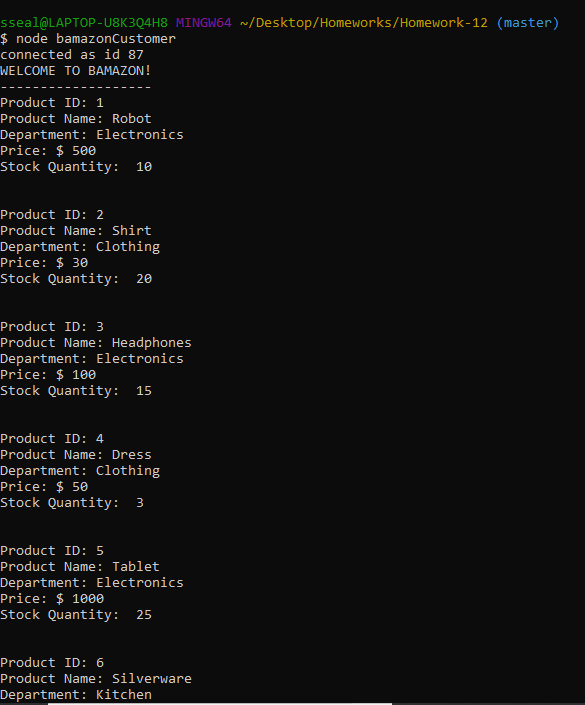 sseal@LAPTOP-U8K3Q4H8 MINGW64 ~/Desktop/Homeworks/Homework-12 (master)
$ node bamazonCustomer
connected as id 87
WELCOME TO BAMAZON!
-------------------
Product ID: 1
Product Name: Robot
Department: Electronics
Price: $ 500
Stock Quantity:  10
Product ID: 2
Product Name: Shirt
Department: Clothing
Price: $ 30
Stock Quantity:  20
Product ID: 3
Product Name: Headphones
Department: Electronics
Price: $ 100
Stock Quantity:  15
Product ID: 4
Product Name: Dress
Department: Clothing
Price: $ 50
Stock Quantity:  3
Product ID: 5
Product Name: Tablet
Department: Electronics
Price: $ 1000
Stock Quantity:  25
Product ID: 6
Product Name: Silverware
Department: Kitchen